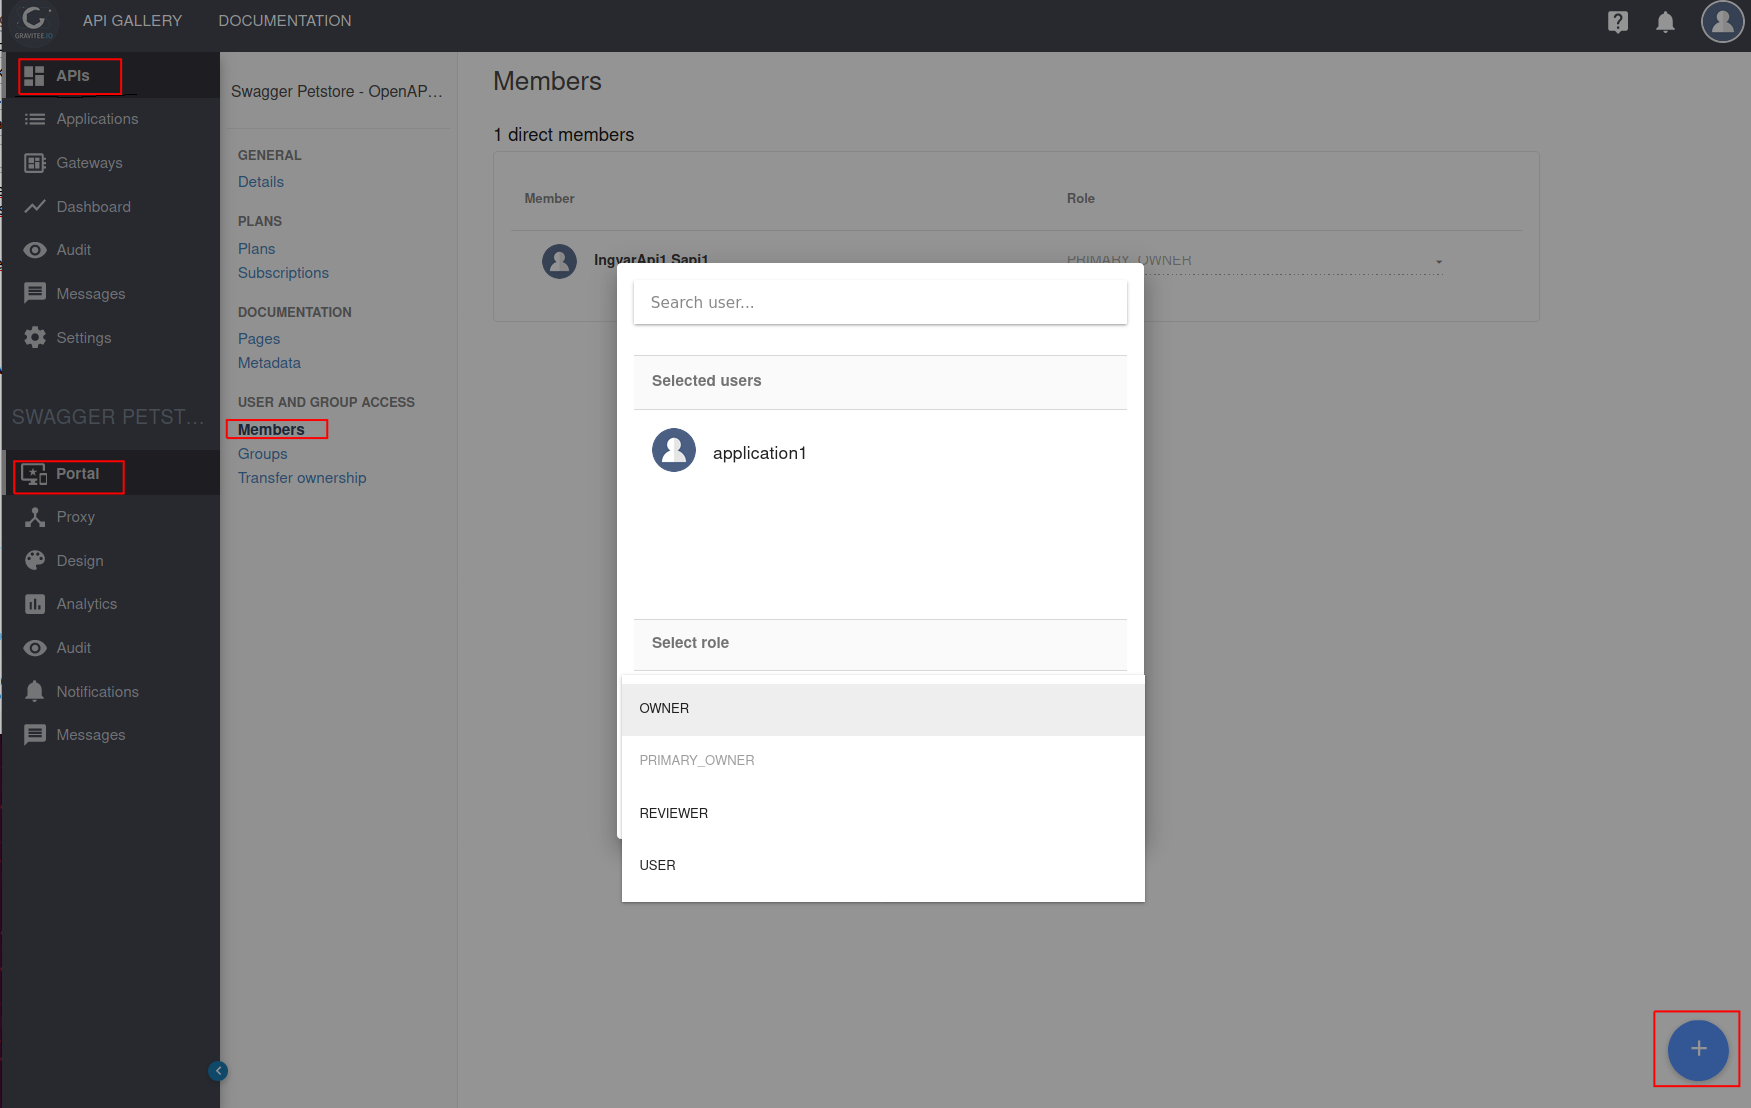 GRAVITEE.IO
API GALLERY
DOCUMENTATION
APIs
Applications
Gateways
Dashboard
Audit
Messages
Settings
SWAGGER PETST...
Portal
Proxy
Design
Analytics
Audit
Notifications
Messages
Swagger Petstore - OpenAP...
GENERAL
Details
PLANS
Plans
Subscriptions
DOCUMENTATION
Pages
Metadata
USER AND GROUP ACCESS
Members
Groups
Transfer ownership
Members
1 direct members
Member Role
IngvarApi1 Sapi1 PRIMARY_OWNER
Search user...
Selected users
application1
Select role
OWNER
PRIMARY_OWNER
REVIEWER
USER